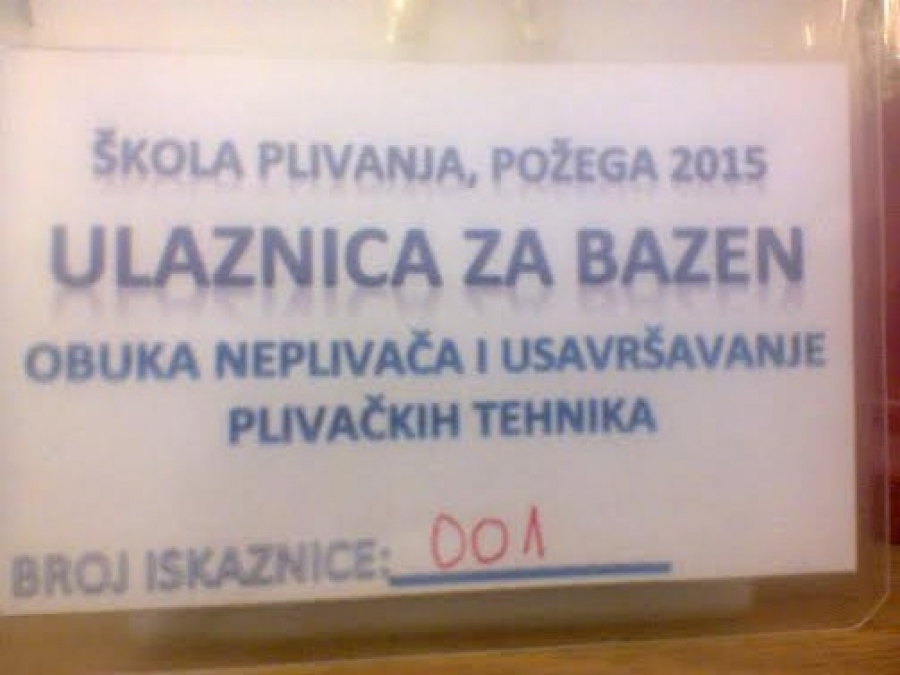 ŠKOLA PLIVANJA, POŽEGA 2015
ULAZNICA ZA BAZEN
OBUKA NEPLIVAČA I USAVRŠAVANJE
PLIVAČKIH TEHNIKA
BROJ ISKAZNICE: 001